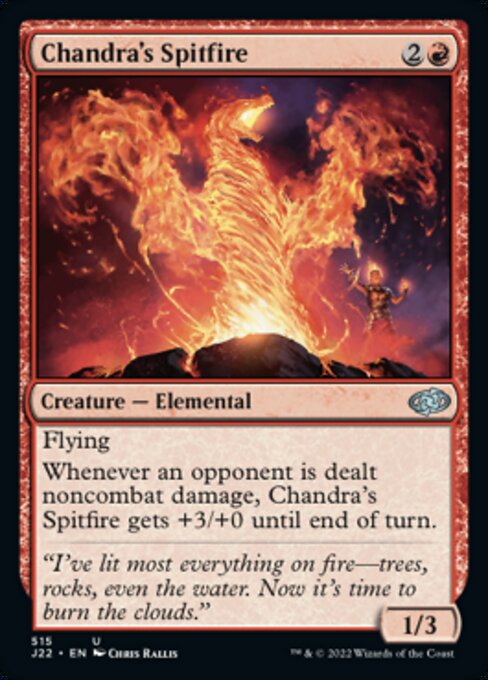 Chandra's Spitfire 2
Creature — Elemental
Flying
Whenever an opponent is dealt
noncombat damage, Chandra's
Spitfire gets +3/+0 until end of turn.
"I've lit most everything on fire—trees,
rocks, even the water. Now it's time to
burn the clouds."
1/3
515 U
J22 • EN Chris Rallis
™ & © 2022 Wizards of the Coast